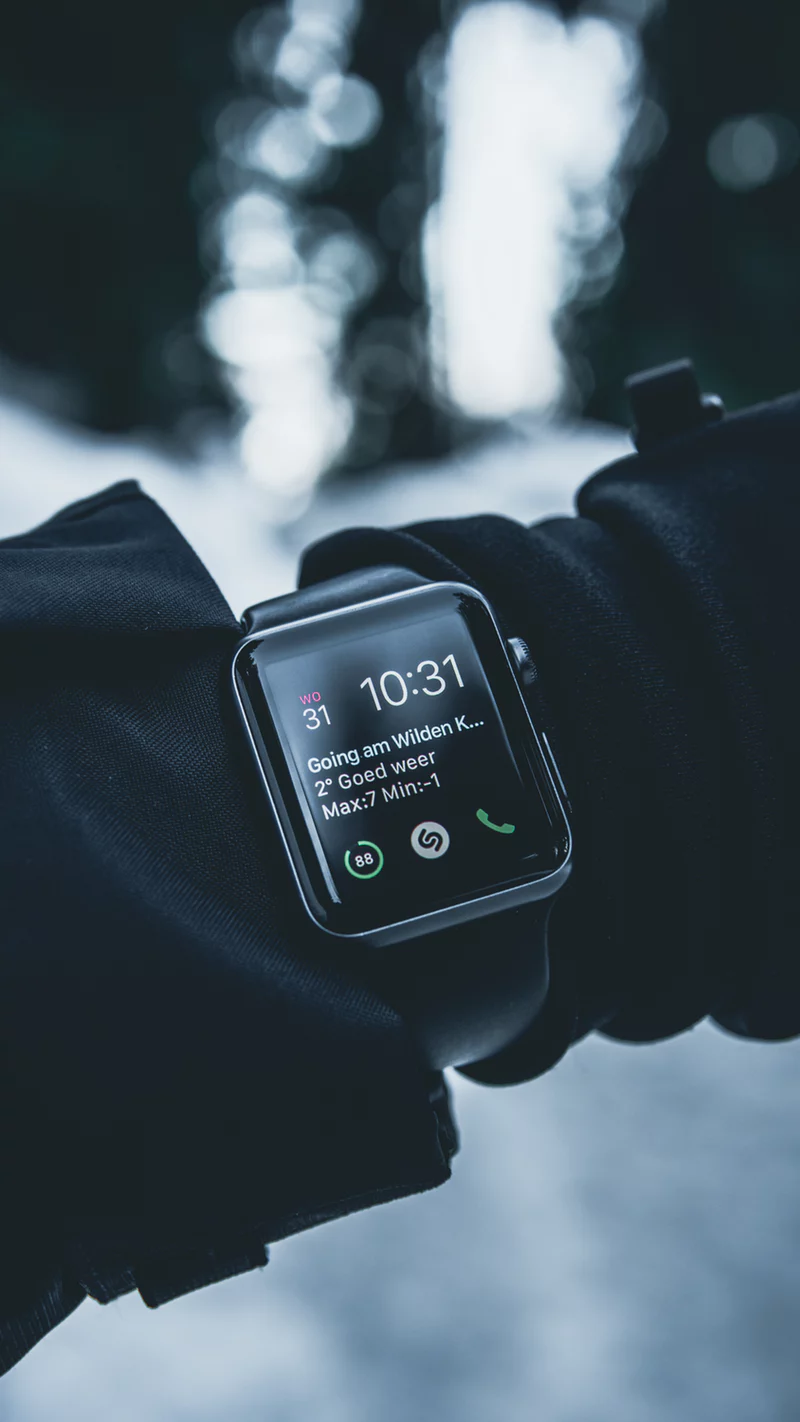 WO
31
10:31
Going am Wilden K...
2° Goed weer
Max:7 Min:-1
88